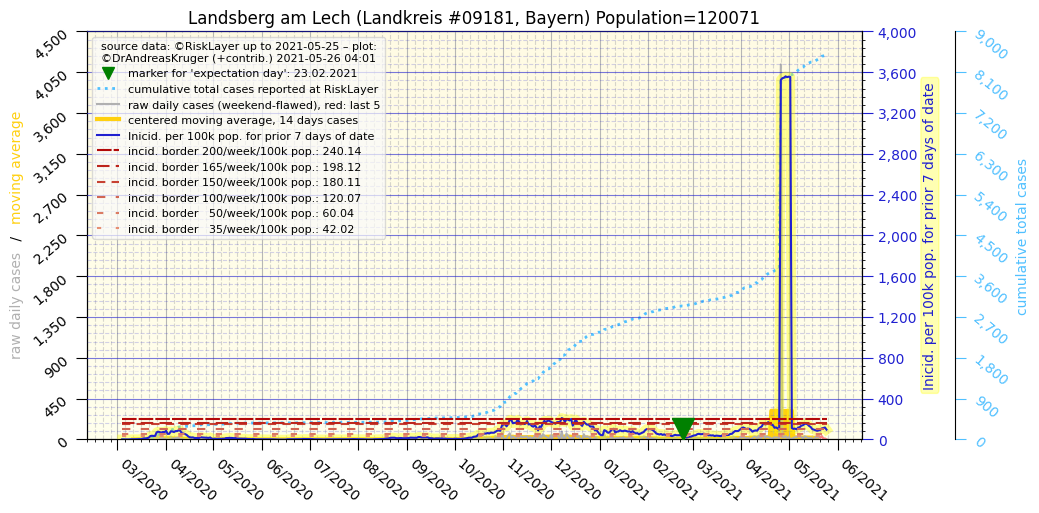 Landsberg am Lech (Landkreis #09181, Bayern) Population=120071
source data: ©RiskLayer up to 2021-05-25 – plot:
©DrAndreasKruger (+contrib.) 2021-05-26 04:01
marker for 'expectation day': 23.02.2021
cumulative total cases reported at RiskLayer
raw daily cases (weekend-flawed), red: last 5
centered moving average, 14 days cases
Inicid. per 100k pop. for prior 7 days of date
incid. border 200/week/100k pop.: 240.14
incid. border 165/week/100k pop.: 198.12
incid. border 150/week/100k pop.: 180.11
incid. border 100/week/100k pop.: 120.07
incid. border   50/week/100k pop.: 60.04
incid. border   35/week/100k pop.: 42.02
raw daily cases / moving average
4,500
4,050
3,600
3,150
2,700
2,250
1,800
1,350
900
450
0
4,000
3,600
3,200
2,800
2,400
2,000
1,600
1,200
800
400
0
Inicid. per 100k pop. for prior 7 days of date
9,000
8,100
7,200
6,300
5,400
4,500
3,600
2,700
1,800
900
0
cumulative total cases
03/2020
04/2020
05/2020
06/2020
07/2020
08/2020
09/2020
10/2020
11/2020
12/2020
01/2021
02/2021
03/2021
04/2021
05/2021
06/2021